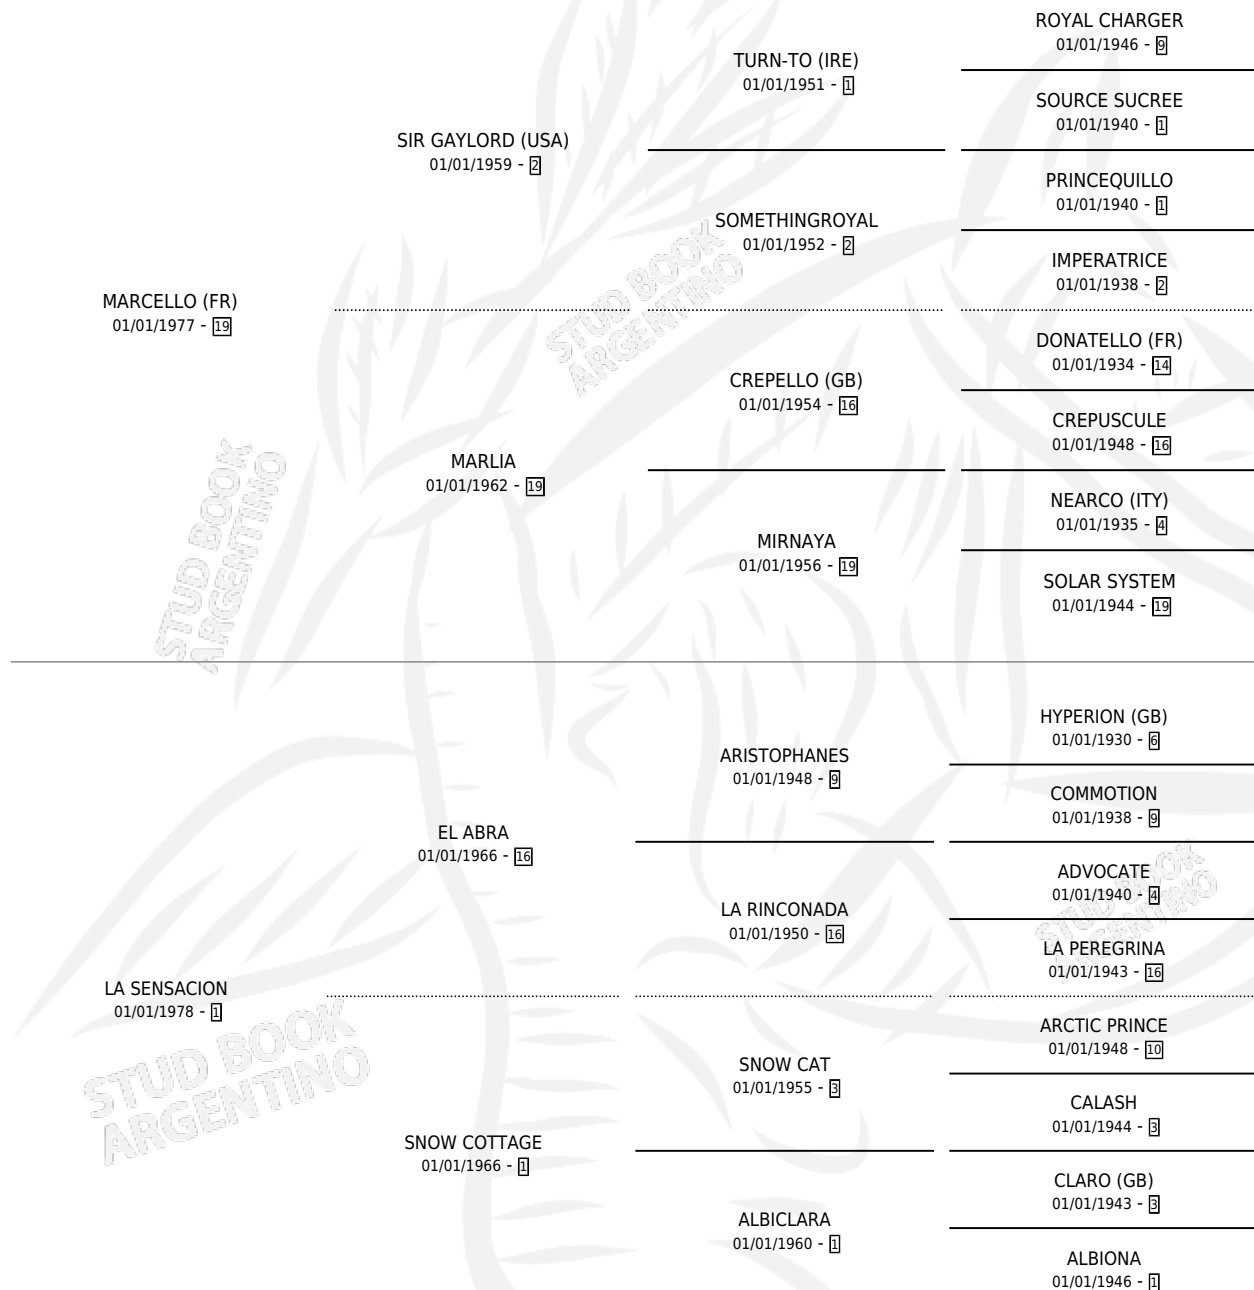 ROYAL CHARGER
01/01/1946 - 9
TURN-TO (IRE)
01/01/1951 - 1
SOURCE SUCREE
01/01/1940 - 1
SIR GAYLORD (USA)
01/01/1959 - 2
PRINCEQUILLO
01/01/1940 - 1
SOMETHINGROYAL
01/01/1952 - 2
IMPERATRICE
01/01/1938 - 2
MARCELLO (FR)
01/01/1977 - 19
DONATELLO (FR)
01/01/1934 - 14
CREPELLO (GB)
01/01/1954 - 16
CREPUSCULE
01/01/1948 - 16
MARLIA
01/01/1962 - 19
NEARCO (ITY)
01/01/1935 - 4
MIRNAYA
01/01/1956 - 19
SOLAR SYSTEM
01/01/1944 - 19
HYPERION (GB)
01/01/1930 - 6
ARISTOPHANES
01/01/1948 - 9
COMMOTION
01/01/1938 - 9
EL ABRA
01/01/1966 - 16
ADVOCATE
01/01/1940 - 4
LA RINCONADA
01/01/1950 - 16
LA PEREGRINA
01/01/1943 - 16
LA SENSACION
01/01/1978 - 1
ARCTIC PRINCE
01/01/1948 - 10
SNOW CAT
01/01/1955 - 3
CALASH
01/01/1944 - 3
SNOW COTTAGE
01/01/1966 - 1
CLARO (GB)
01/01/1943 - 3
ALBICLARA
01/01/1960 - 1
ALBIONA
01/01/1946 - 1
STUD BOOK
ARGENTINO
STUD BOOK
ARGENTINO
STUD BOOK
ARGENTINO
STUD BOOK
ARGENTINO